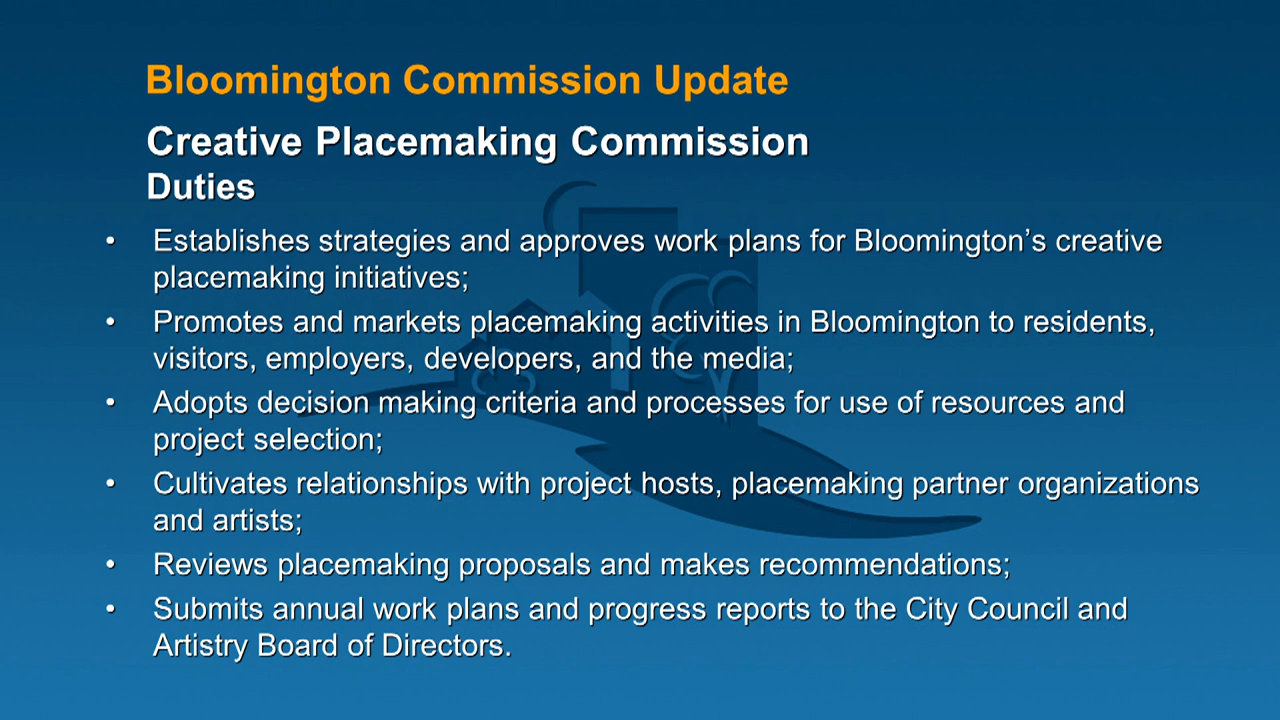 Bloomington Commission Update
Creative Placemaking Commission
Duties
• Establishes strategies and approves work plans for Bloomington’s creative
placemaking initiatives;
• Promotes and markets placemaking activities in Bloomington to residents,
visitors, employers, developers, and the media;
• Adopts decision making criteria and processes for use of resources and
project selection;
• Cultivates relationships with project hosts, placemaking partner organizations
and artists;
• Reviews placemaking proposals and makes recommendations;
• Submits annual work plans and progress reports to the City Council and
Artistry Board of Directors.